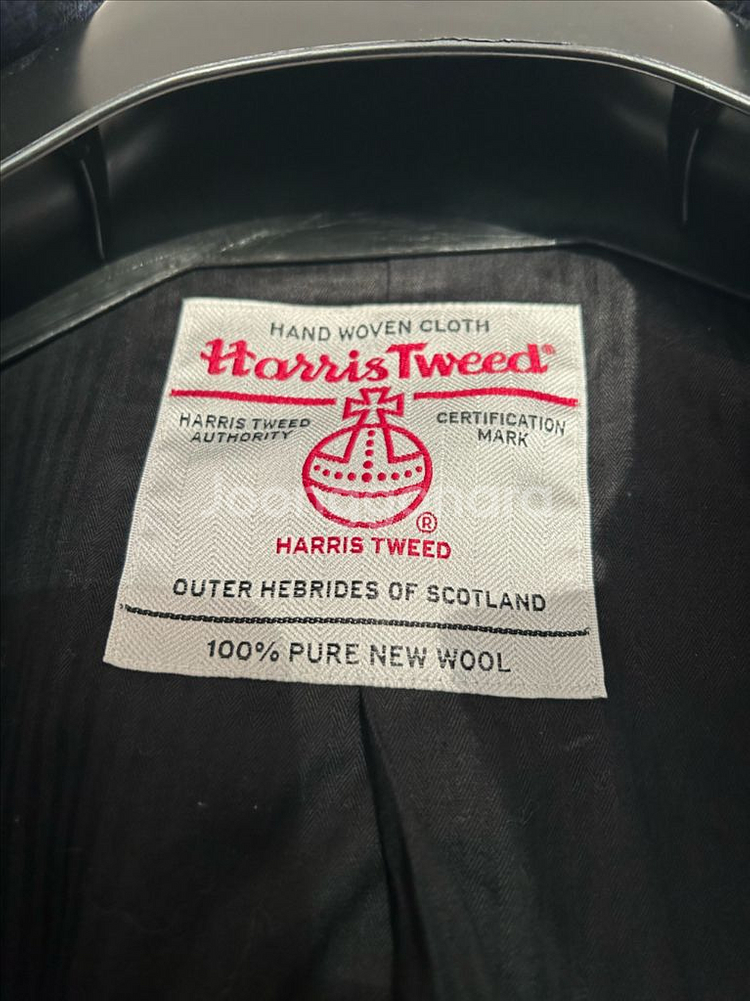 HAND WOVEN CLOTH
Harris Tweed®
HARRIS TWEED AUTHORITY
CERTIFICATION MARK
®
HARRIS TWEED
OUTER HEBRIDES OF SCOTLAND
100% PURE NEW WOOL